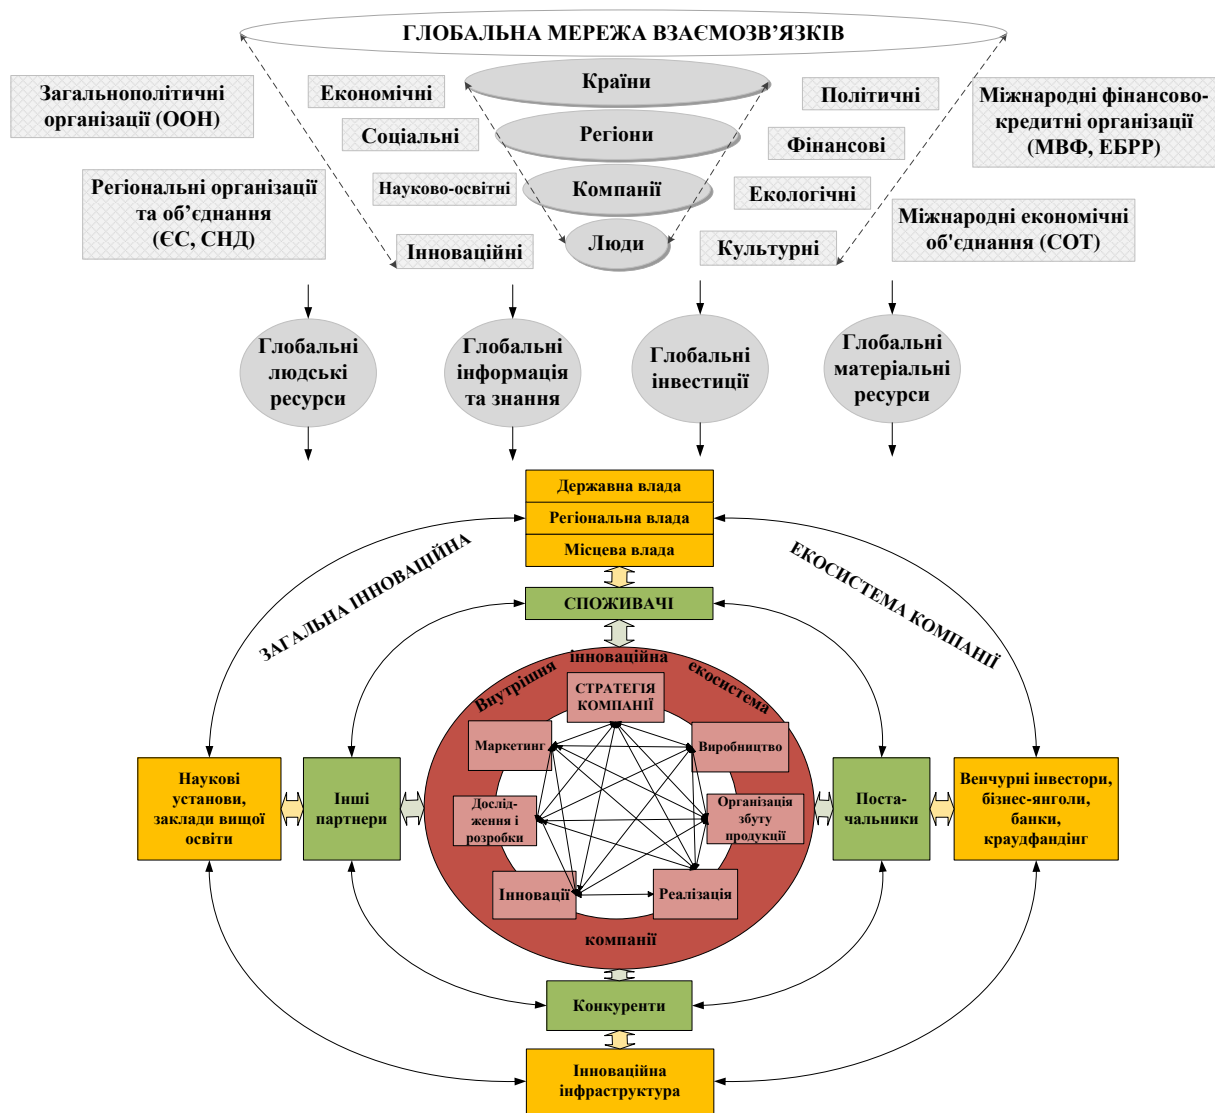 ГЛОБАЛЬНА МЕРЕЖА ВЗАЄМОЗВ'ЯЗКІВ
Загальнополітичні
організації (ООН)
Регіональні організації
та об’єднання
(ЄС, СНД)
Економічні
Соціальні
Науково-освітні
Інноваційні
Країни
Регіони
Компанії
Люди
Політичні
Фінансові
Екологічні
Культурні
Міжнародні фінансово-
кредитні організації
(МВФ, ЕБРР)
Міжнародні економічні
об'єднання (СОТ)
Глобальні
людські
ресурси
Глобальні
інформація
та знання
Глобальні
інвестиції
Глобальні
матеріальні
ресурси
Державна влада
Регіональна влада
Місцева влада
ЗАГАЛЬНА ІННОВАЦІЙНА
ЕКОСИСТЕМА КОМПАНІЇ
СПОЖИВАЧІ
Внутрішня інноваційна екосистема
СТРАТЕГІЯ
КОМПАНІЇ
Маркетинг
Виробництво
Дослід-
ження і
розробки
Організація
збуту
продукції
Інновації
Реалізація
компанії
Наукові
установи,
заклади вищої
освіти
Інші
партнери
Поста-
чальники
Венчурні інвестори,
бізнес-янголи,
банки,
краудфандінг
Конкуренти
Інноваційна
інфраструктура